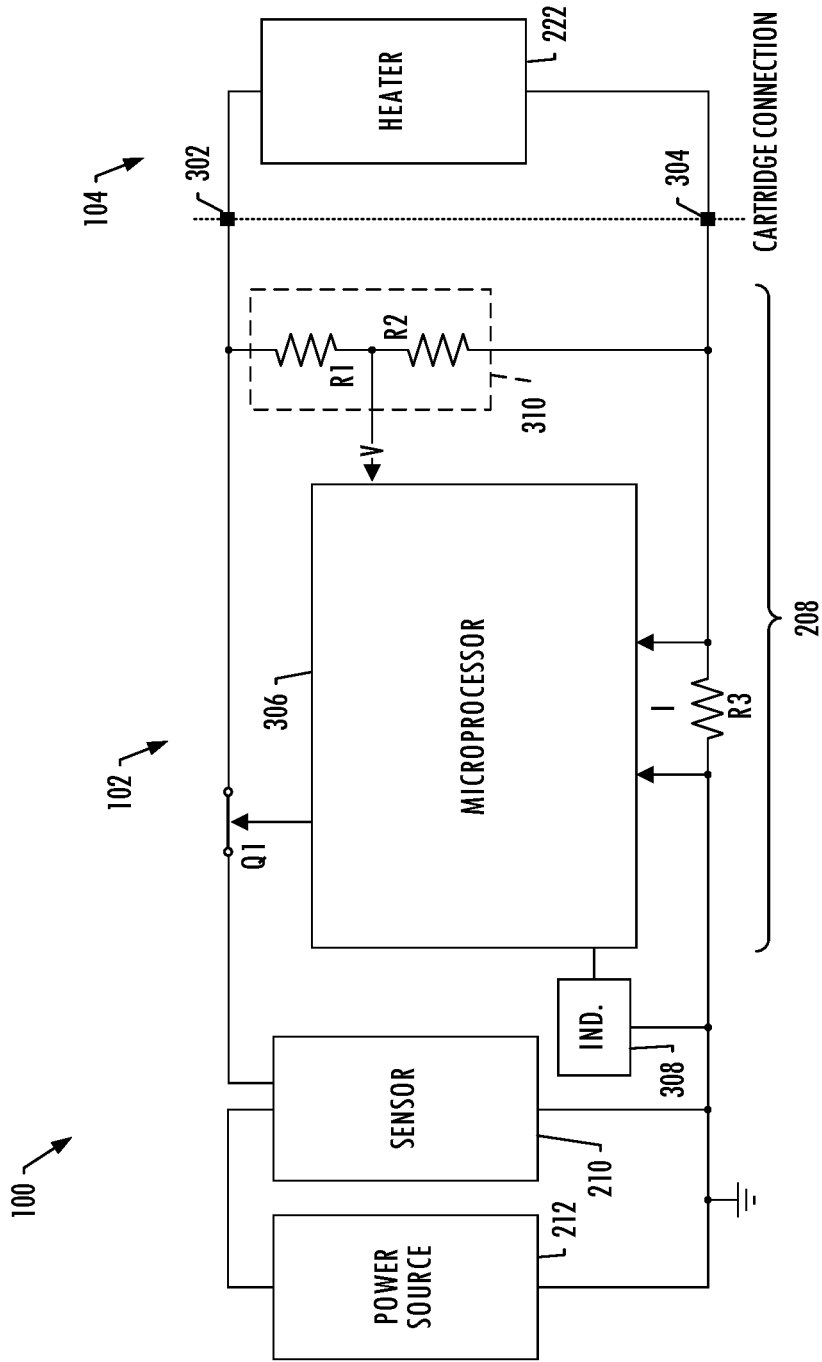 100
102
104
302
Q1
306
R1
R2
V
310
HEATER
222
POWER
SOURCE
212
SENSOR
210
IND.
308
MICROPROCESSOR
I
R3
304
208
CARTRIDGE CONNECTION